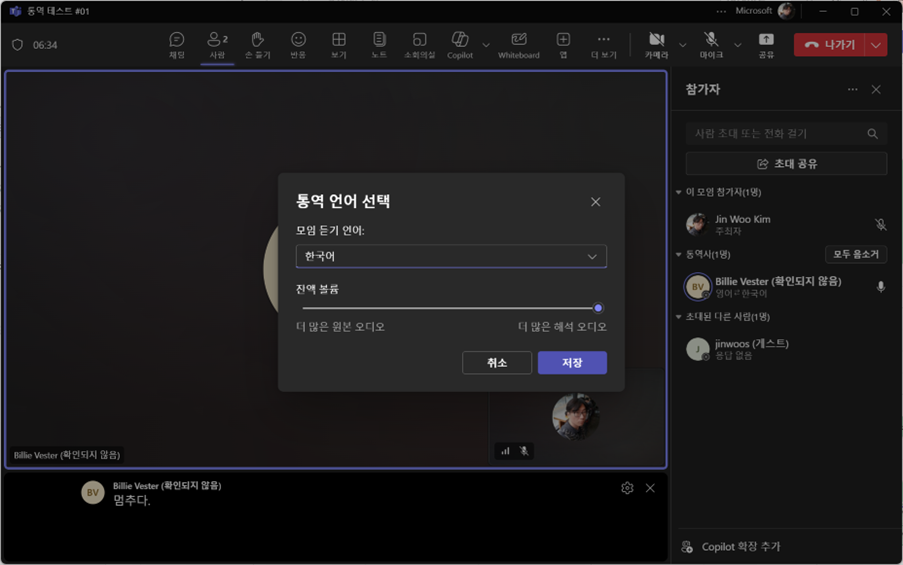 통역 테스트 #01
Microsoft
06:34
채팅
사람
2
손 들기
반응
보기
노트
소회의실
Copilot
Whiteboard
앱
더 보기
카메라
마이크
공유
나가기
참가자
사람 초대 또는 전화 걸기
초대 공유
이 모임 참가자(1명)
Jin Woo Kim
주최자
통역사(1명)
모두 음소거
BV
Billie Vester (확인되지 않음)
영어⇄한국어
초대된 다른 사람(1명)
J
jinwoos (게스트)
응답 없음
통역 언어 선택
모임 듣기 언어:
한국어
잔액 볼륨
더 많은 원본 오디오
더 많은 해석 오디오
취소
저장
Billie Vester (확인되지 않음)
BV
Billie Vester (확인되지 않음)
멈추다.
Copilot 확장 추가